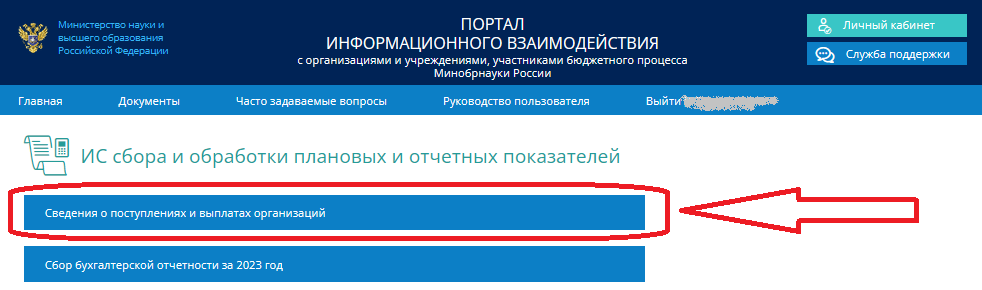 Министерство науки и
высшего образования
Российской Федерации
ПОРТАЛ
ИНФОРМАЦИОННОГО ВЗАИМОДЕЙСТВИЯ
с организациями и учреждениями, участниками бюджетного процесса
Минобрнауки России
Личный кабинет
Служба поддержки
Главная Документы Часто задаваемые вопросы Руководство пользователя Выйти
ИС сбора и обработки плановых и отчетных показателей
Сведения о поступлениях и выплатах организаций
Сбор бухгалтерской отчетности за 2023 год